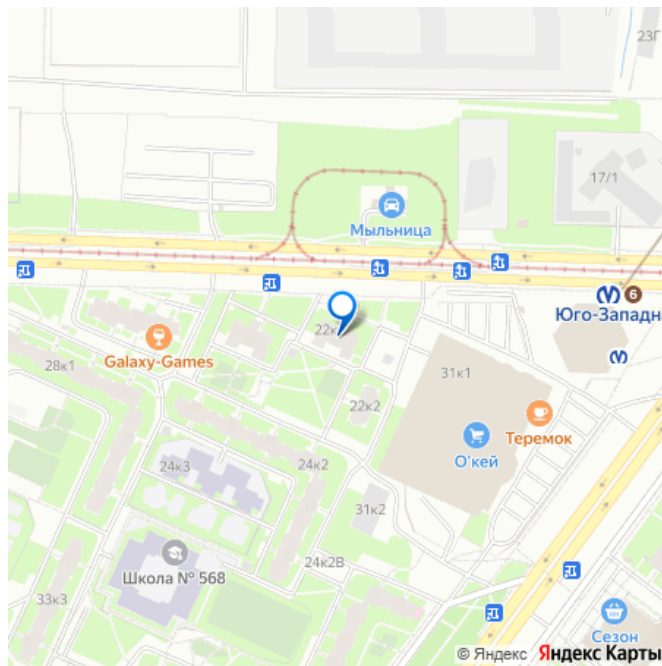 23Г
17/1
Мыльница
6
Юго-Западна
22к
Galaxy-Games
28к1
31к1
22к2
Теремок
О'кей
24к3
24к2
31к2
Школа № 568
24к2В
33к3
Сезон
© Яндекс Яндекс Карты